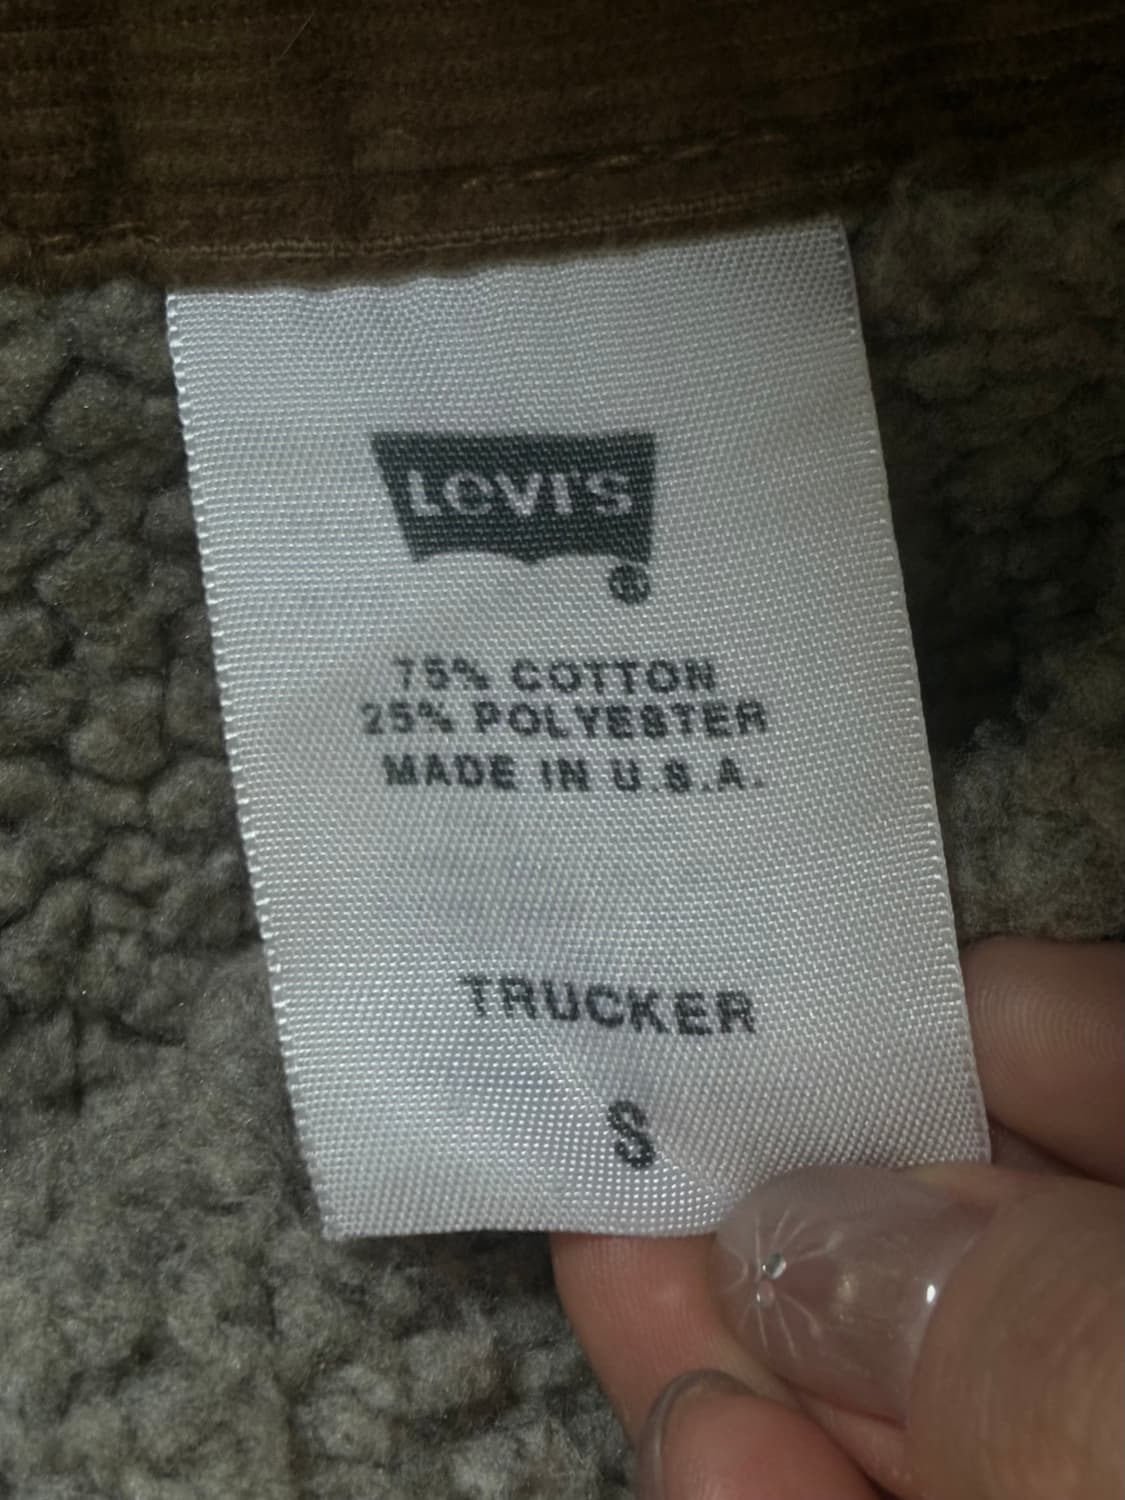 LEVI'S
®
75% COTTON
25% POLYESTER
MADE IN U.S.A.
TRUCKER
S